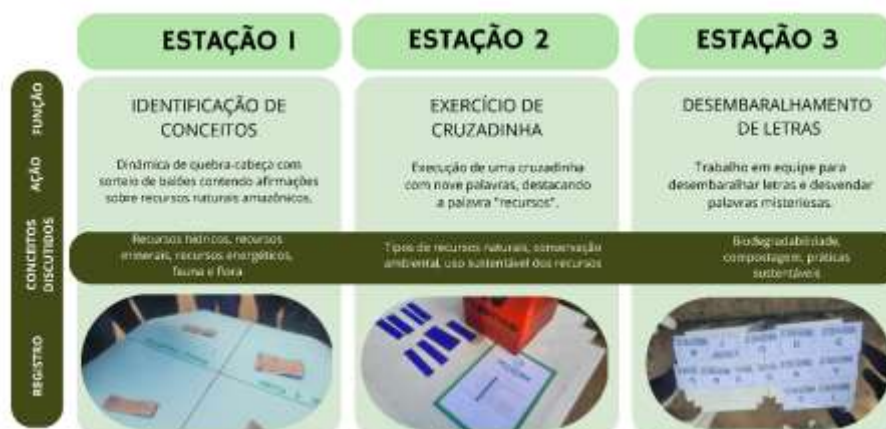 ESTAÇÃO 1
ESTAÇÃO 2
ESTAÇÃO 3
FUNÇÃO
IDENTIFICAÇÃO DE
CONCEITOS
EXERCÍCIO DE
CRUZADINHA
DESEMBARALHAMENTO
DE LETRAS
AÇÃO
Dinâmica de quebra-cabeça com
sorteio de balões contendo afirmações
sobre recursos naturais amazônicos.
Execução de uma cruzadinha
com nove palavras, destacando
a palavra "recursos".
Trabalho em equipe para
desembaralhar letras e desvendar
palavras misteriosas.
CONCEITOS
DISCUTIDOS
Recursos hídricos, recursos
minerais, recursos energéticos,
fauna e flora
Tipos de recursos naturais, conservação
ambiental, uso sustentável dos recursos
Biodegradabilidade,
compostagem, práticas
sustentáveis
REGISTRO